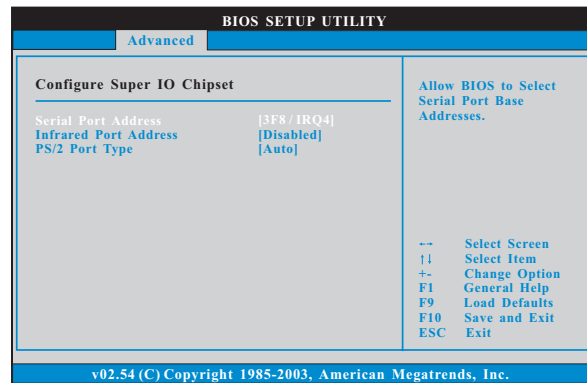 BIOS SETUP UTILITY
Advanced
Configure Super IO Chipset
Serial Port Address [3F8 / IRQ4]
Infrared Port Address [Disabled]
PS/2 Port Type [Auto]
Allow BIOS to Select
Serial Port Base
Addresses.
←→ Select Screen
↑↓ Select Item
+- Change Option
F1 General Help
F9 Load Defaults
F10 Save and Exit
ESC Exit
v02.54 (C) Copyright 1985-2003, American Megatrends, Inc.